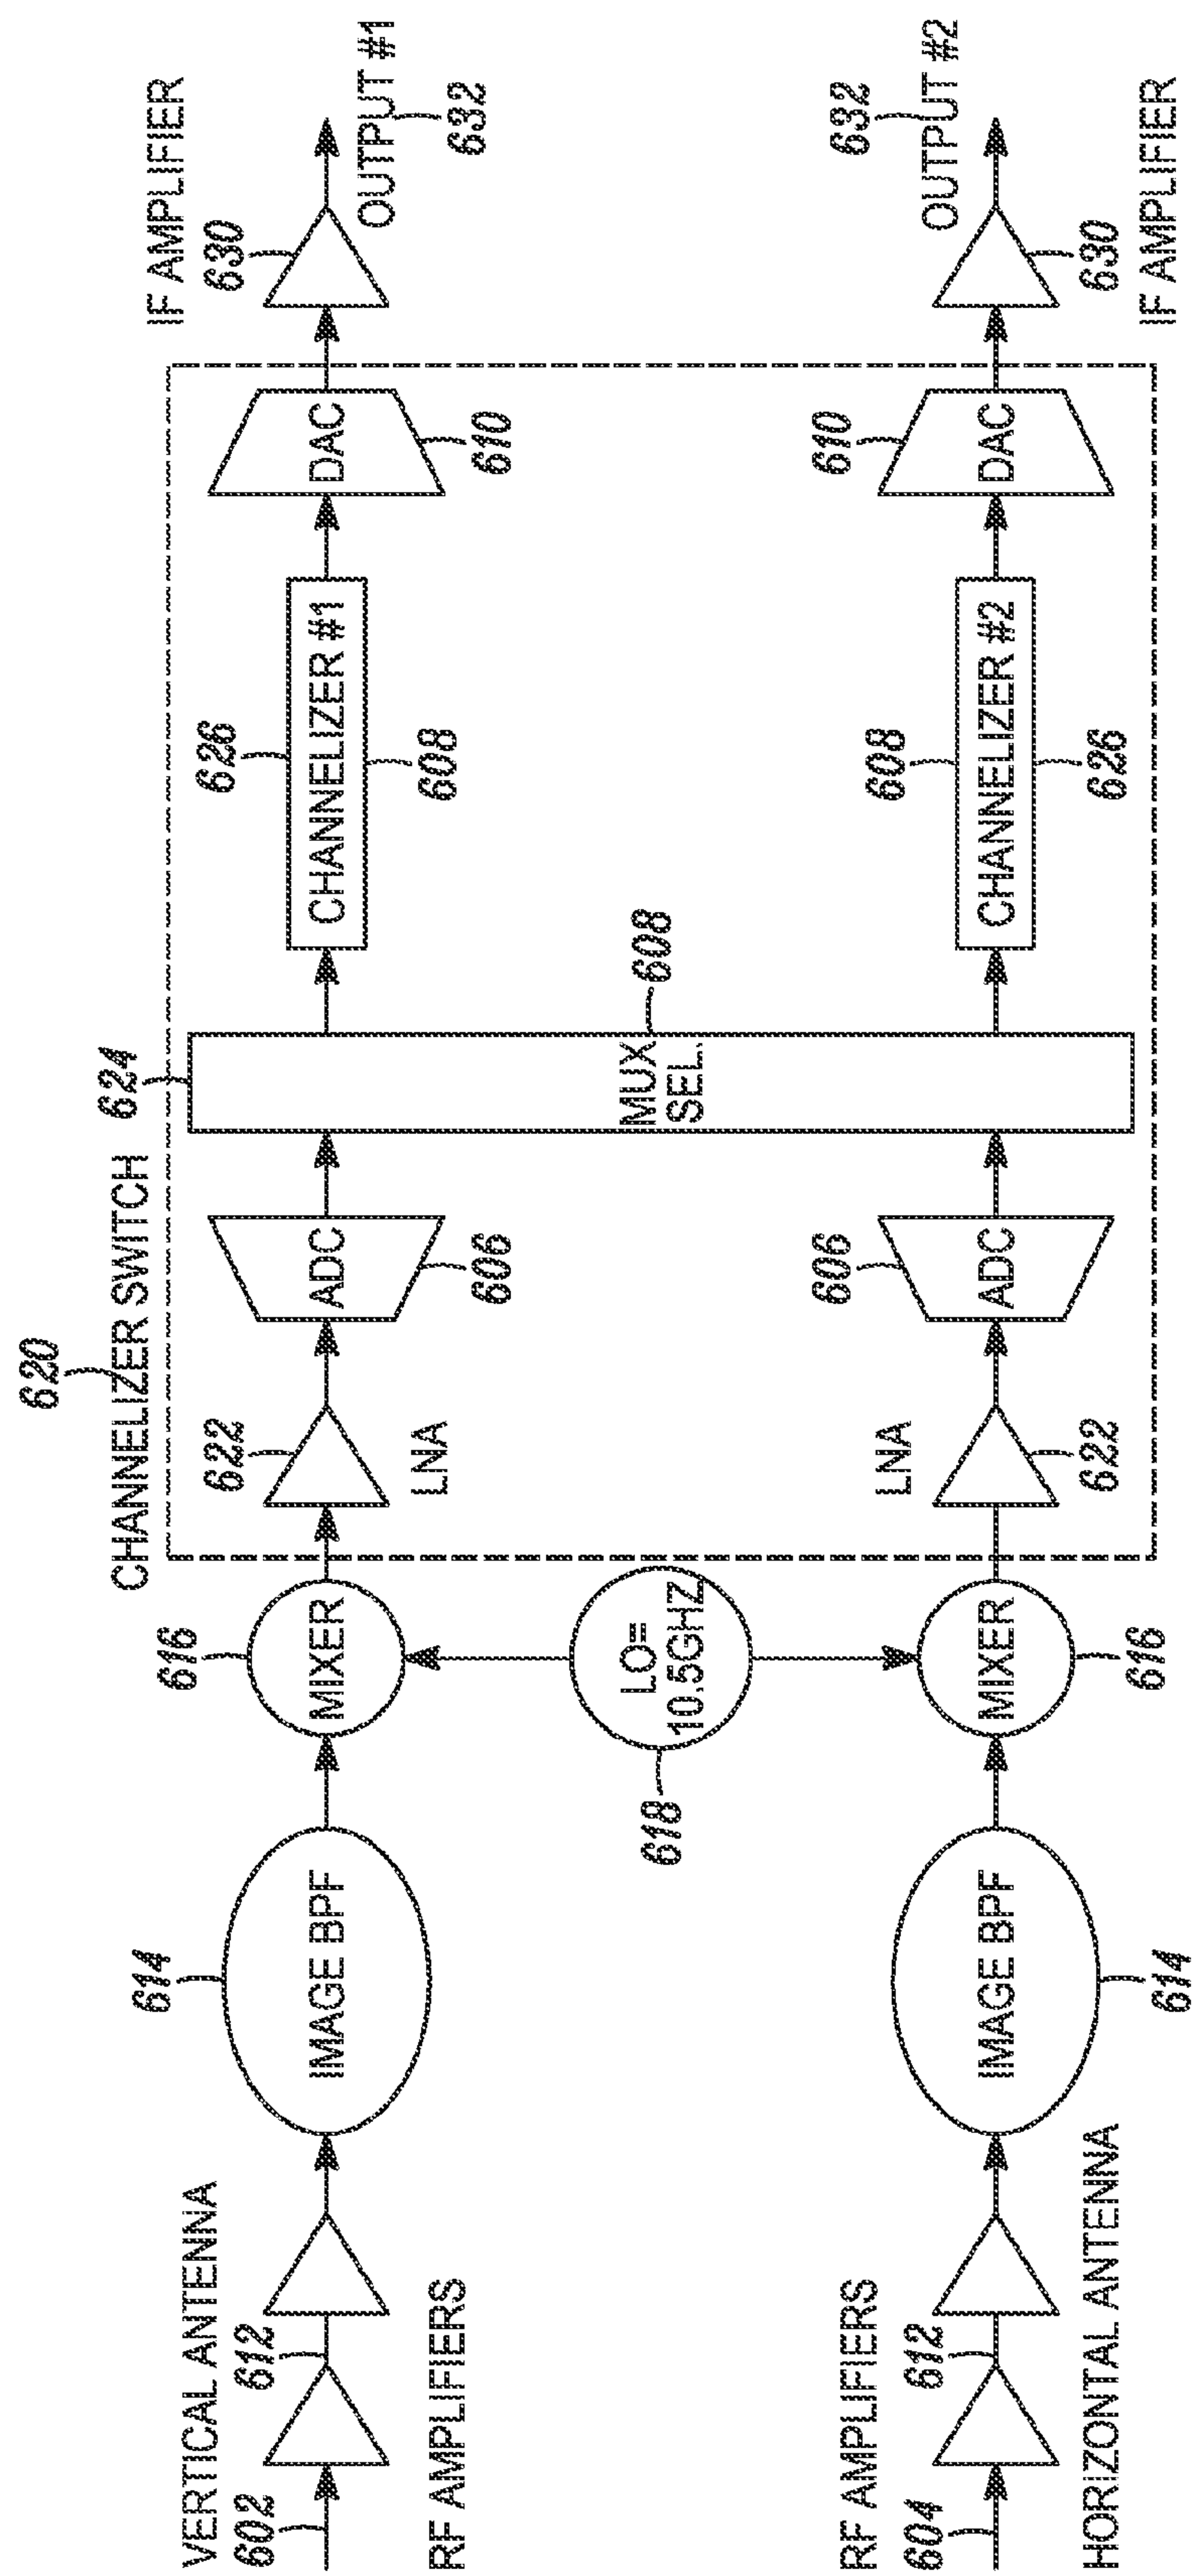 VERTICAL ANTENNA
602
612
RF AMPLIFIERS
614
IMAGE BPF
616
MIXER
620
CHANNELIZER SWITCH
622
LNA
ADC
606
624
MUX
SEL.
608
626
CHANNELIZER #1
608
DAC
610
IF AMPLIFIER
630
OUTPUT #1
632
LO=
10.5GHZ
618
RF AMPLIFIERS
604
612
HORIZONTAL ANTENNA
IMAGE BPF
614
MIXER
616
LNA
622
606
ADC
608
CHANNELIZER #2
626
610
DAC
632
OUTPUT #2
630
IF AMPLIFIER